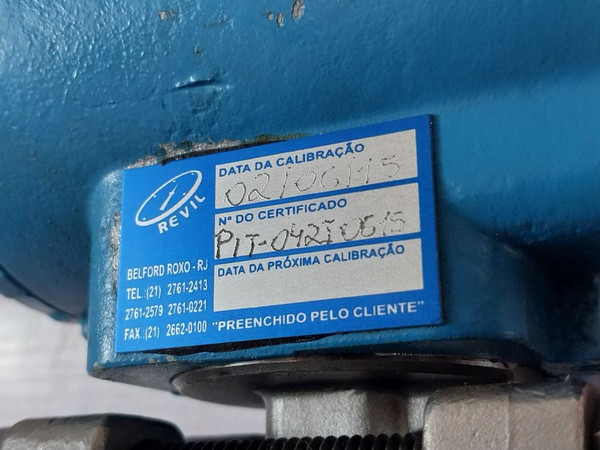 REVIL
BELFORD ROXO - RJ
TEL.:(21) 2761-2413
2761-2579 2761-0221
FAX.:(21) 2662-0100
DATA DA CALIBRAÇÃO
02/06/15
Nº DO CERTIFICADO
PIT-042I0615
DATA DA PRÓXIMA CALIBRAÇÃO
"PREENCHIDO PELO CLIENTE"